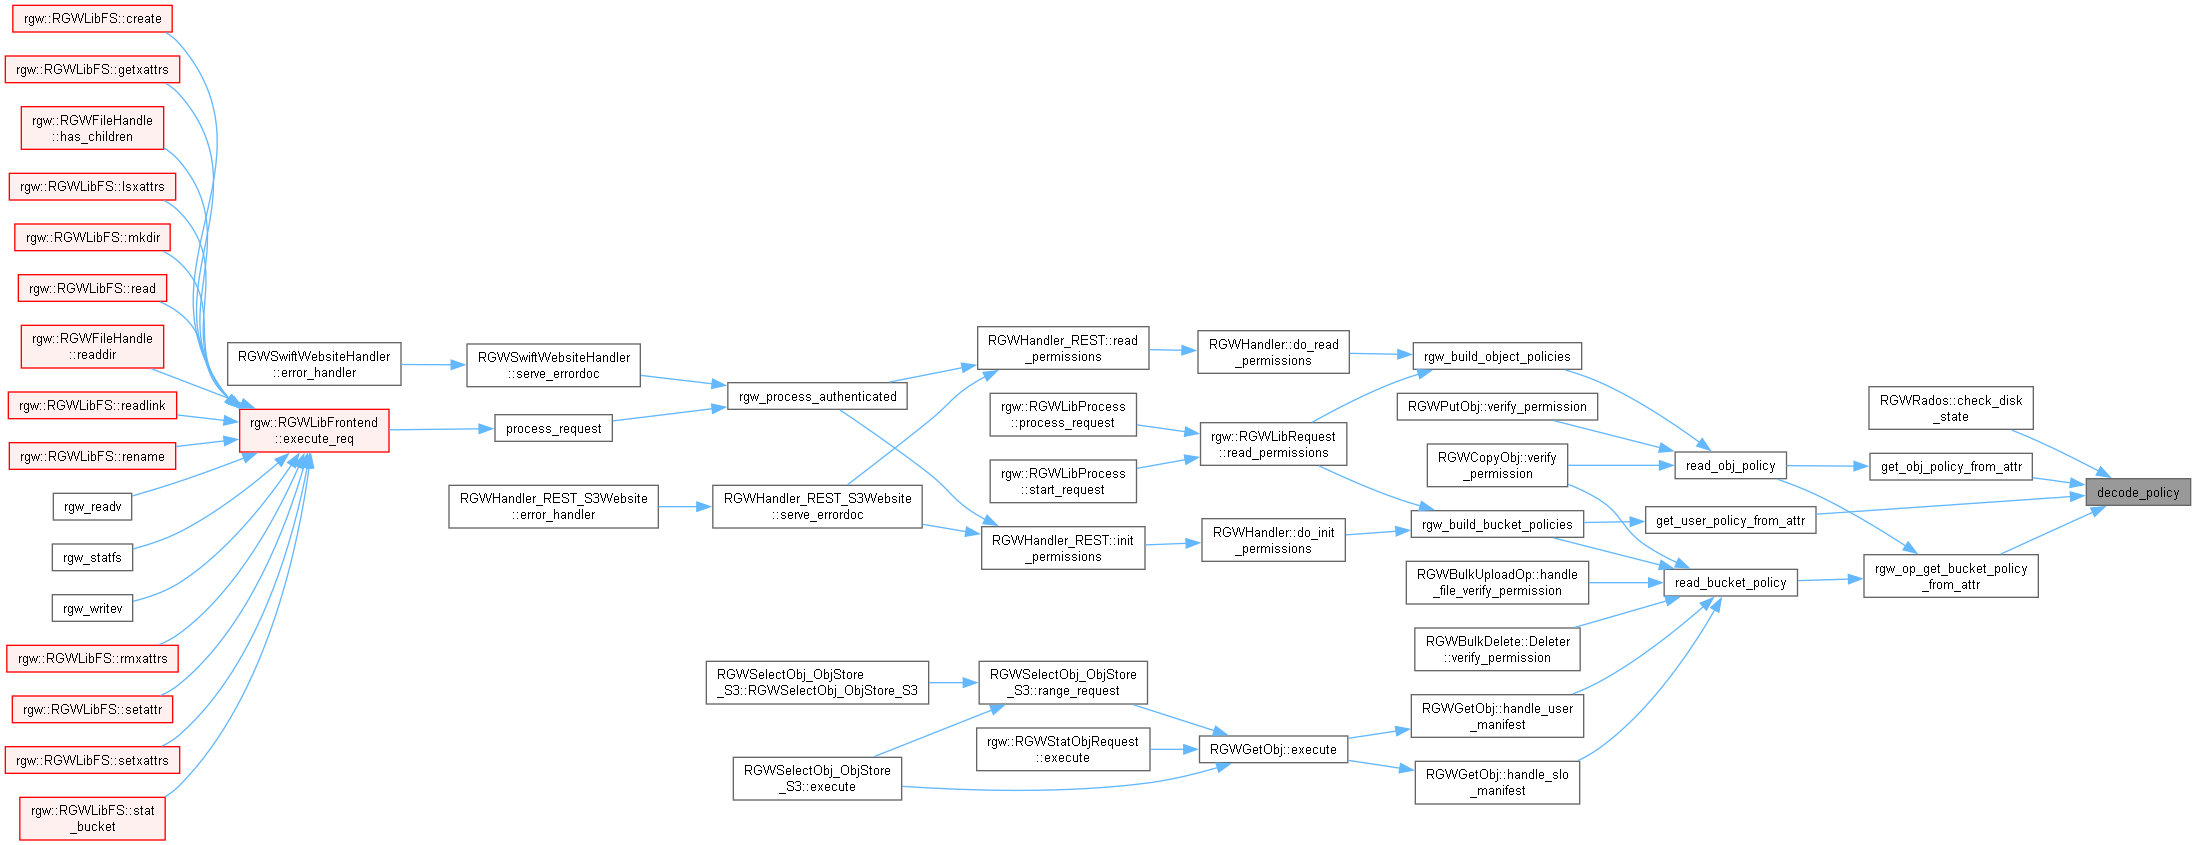 rgw::RGWLibFS::create
rgw::RGWLibFS::getxattrs
rgw::RGWFileHandle
::has_children
rgw::RGWLibFS::lsxattrs
rgw::RGWLibFS::mkdir
rgw::RGWLibFS::read
rgw::RGWFileHandle
::readdir
rgw::RGWLibFS::readlink
rgw::RGWLibFS::rename
rgw_readv
rgw_statfs
rgw_writev
rgw::RGWLibFS::rmxattrs
rgw::RGWLibFS::setattr
rgw::RGWLibFS::setxattrs
rgw::RGWLibFS::stat
_bucket
RGWSwiftWebsiteHandler
::error_handler
rgw::RGWLibFrontend
::execute_req
RGWSwiftWebsiteHandler
::serve_errordoc
process_request
RGWHandler_REST_S3Website
::error_handler
rgw_process_authenticated
RGWHandler_REST_S3Website
::serve_errordoc
RGWSelectObj_ObjStore
_S3::RGWSelectObj_ObjStore_S3
RGWSelectObj_ObjStore
_S3::execute
RGWHandler_REST::read
_permissions
rgw::RGWLibProcess
::process_request
rgw::RGWLibProcess
::start_request
RGWHandler_REST::init
_permissions
RGWSelectObj_ObjStore
_S3::range_request
rgw::RGWStatObjRequest
::execute
RGWHandler::do_read
_permissions
rgw::RGWLibRequest
::read_permissions
RGWHandler::do_init
_permissions
RGWGetObj::execute
rgw_build_object_policies
RGWPutObj::verify_permission
RGWCopyObj::verify
_permission
rgw_build_bucket_policies
RGWBulkUploadOp::handle
_file_verify_permission
RGWBulkDelete::Deleter
::verify_permission
RGWGetObj::handle_user
_manifest
RGWGetObj::handle_slo
_manifest
read_obj_policy
get_user_policy_from_attr
read_bucket_policy
RGWRados::check_disk
_state
get_obj_policy_from_attr
rgw_op_get_bucket_policy
_from_attr
decode_policy